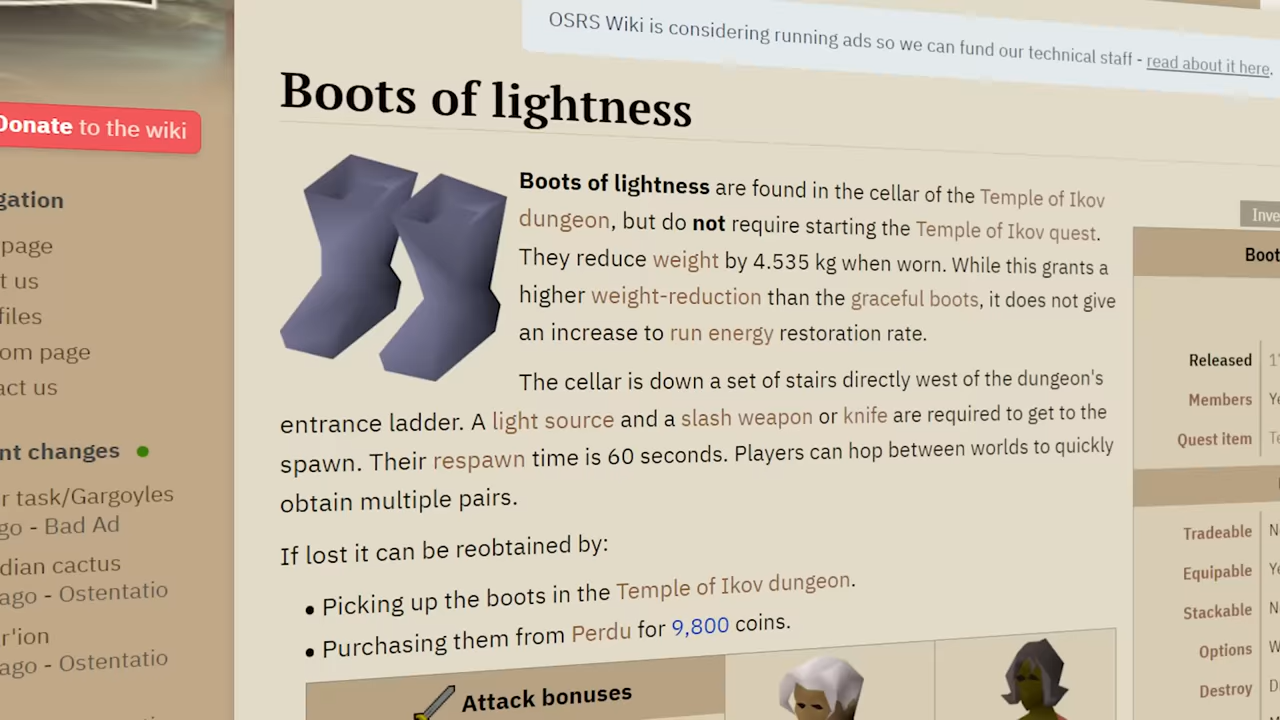 OSRS Wiki is considering running ads so we can fund our technical staff - read about it here.
Donate to the wiki
Boots of lightness
Boots of lightness are found in the cellar of the Temple of Ikov
dungeon, but do not require starting the Temple of Ikov quest.
They reduce weight by 4.535 kg when worn. While this grants a
higher weight-reduction than the graceful boots, it does not give
an increase to run energy restoration rate.
The cellar is down a set of stairs directly west of the dungeon's
entrance ladder. A light source and a slash weapon or knife are required to get to the
spawn. Their respawn time is 60 seconds. Players can hop between worlds to quickly
obtain multiple pairs.
If lost it can be reobtained by:
• Picking up the boots in the Temple of Ikov dungeon.
• Purchasing them from Perdu for 9,800 coins.
Attack bonuses
gation
page
t us
files
om page
act us
nt changes
r task/Gargoyles
go - Bad Ad
dian cactus
ago - Ostentatio
r'ion
ago - Ostentatio
Inve
Boot
Released
Members
Quest item
Tradeable
Equipable
Stackable
Options
Destroy